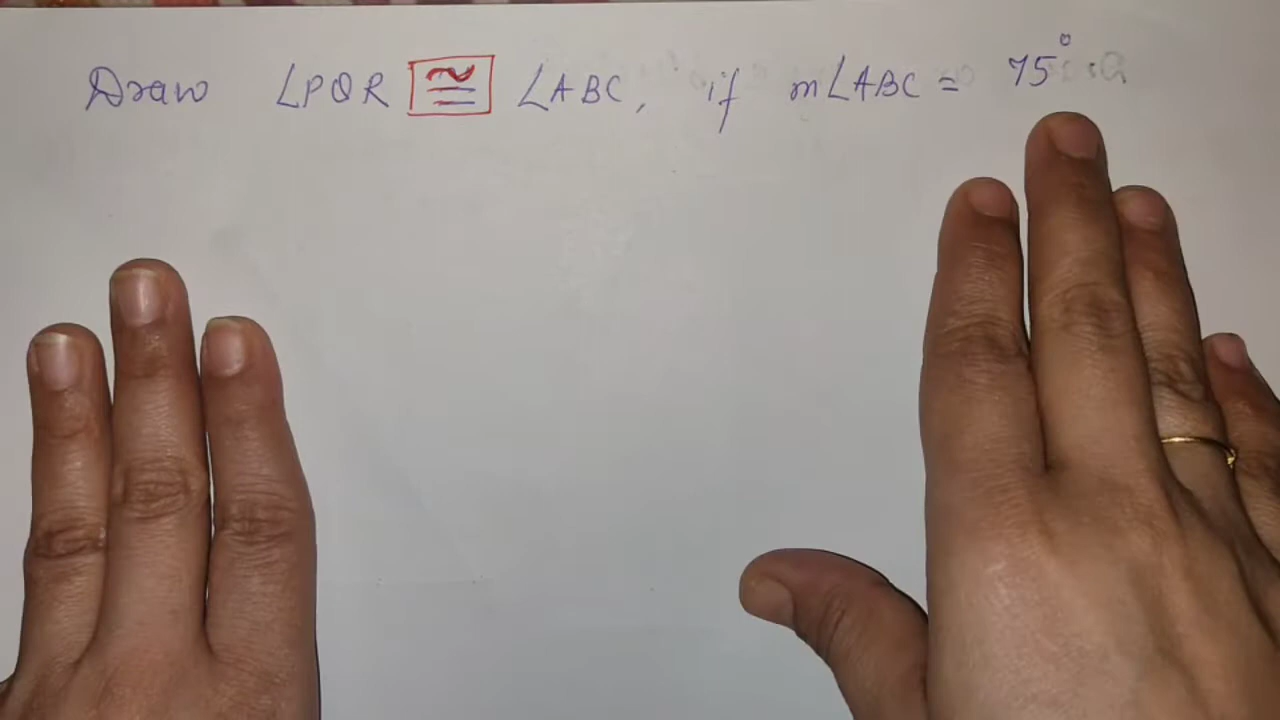 Draw ∠PQR ≅ ∠ABC, if m∠ABC = 75°